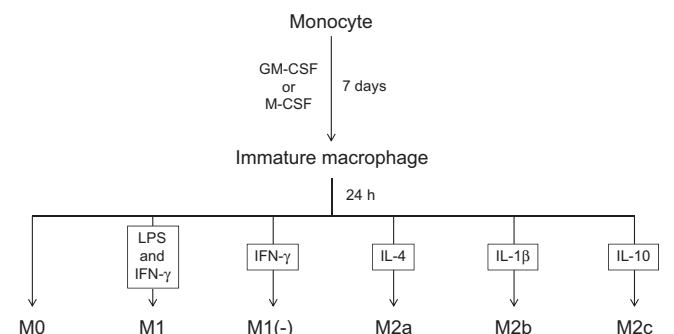 Monocyte
GM-CSF
or
M-CSF
7 days
Immature macrophage
24 h
LPS
and
IFN-γ
IFN-γ
IL-4
IL-1β
IL-10
M0
M1
M1(-)
M2a
M2b
M2c